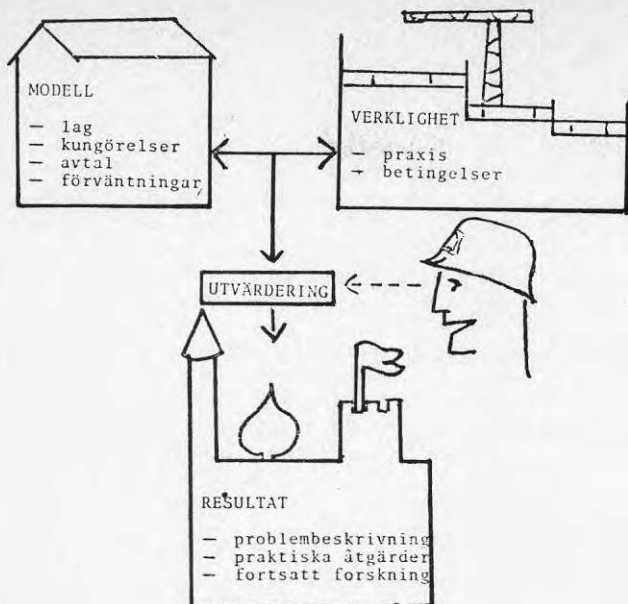 MODELL
— lag
— kungörelser
— avtal
— förväntningar
VERKLIGHET
— praxis
— betingelser
UTVÄRDERING
RESULTAT
— problembeskrivning
— praktiska åtgärder
— fortsatt forskning